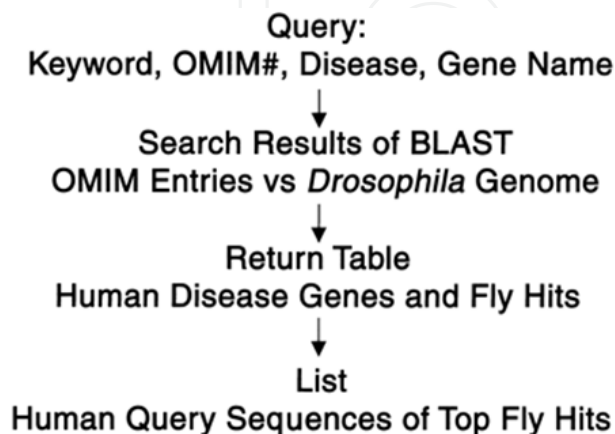 Query:
Keyword, OMIM#, Disease, Gene Name
Search Results of BLAST
OMIM Entries vs Drosophila Genome
Return Table
Human Disease Genes and Fly Hits
List
Human Query Sequences of Top Fly Hits